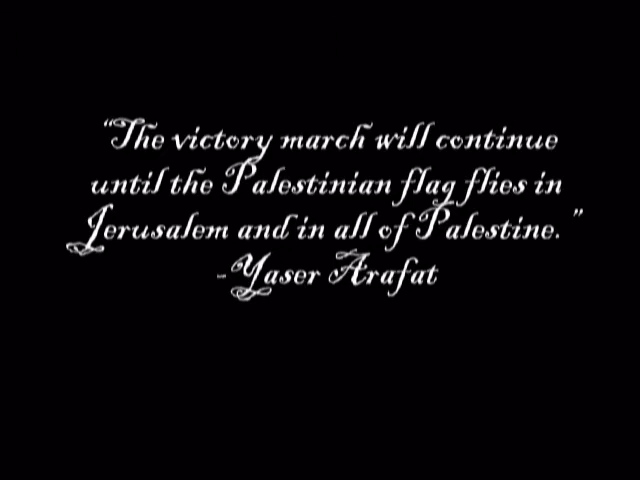 "The victory march will continue
until the Palestinian flag flies in
Jerusalem and in all of Palestine."
-Yaser Arafat